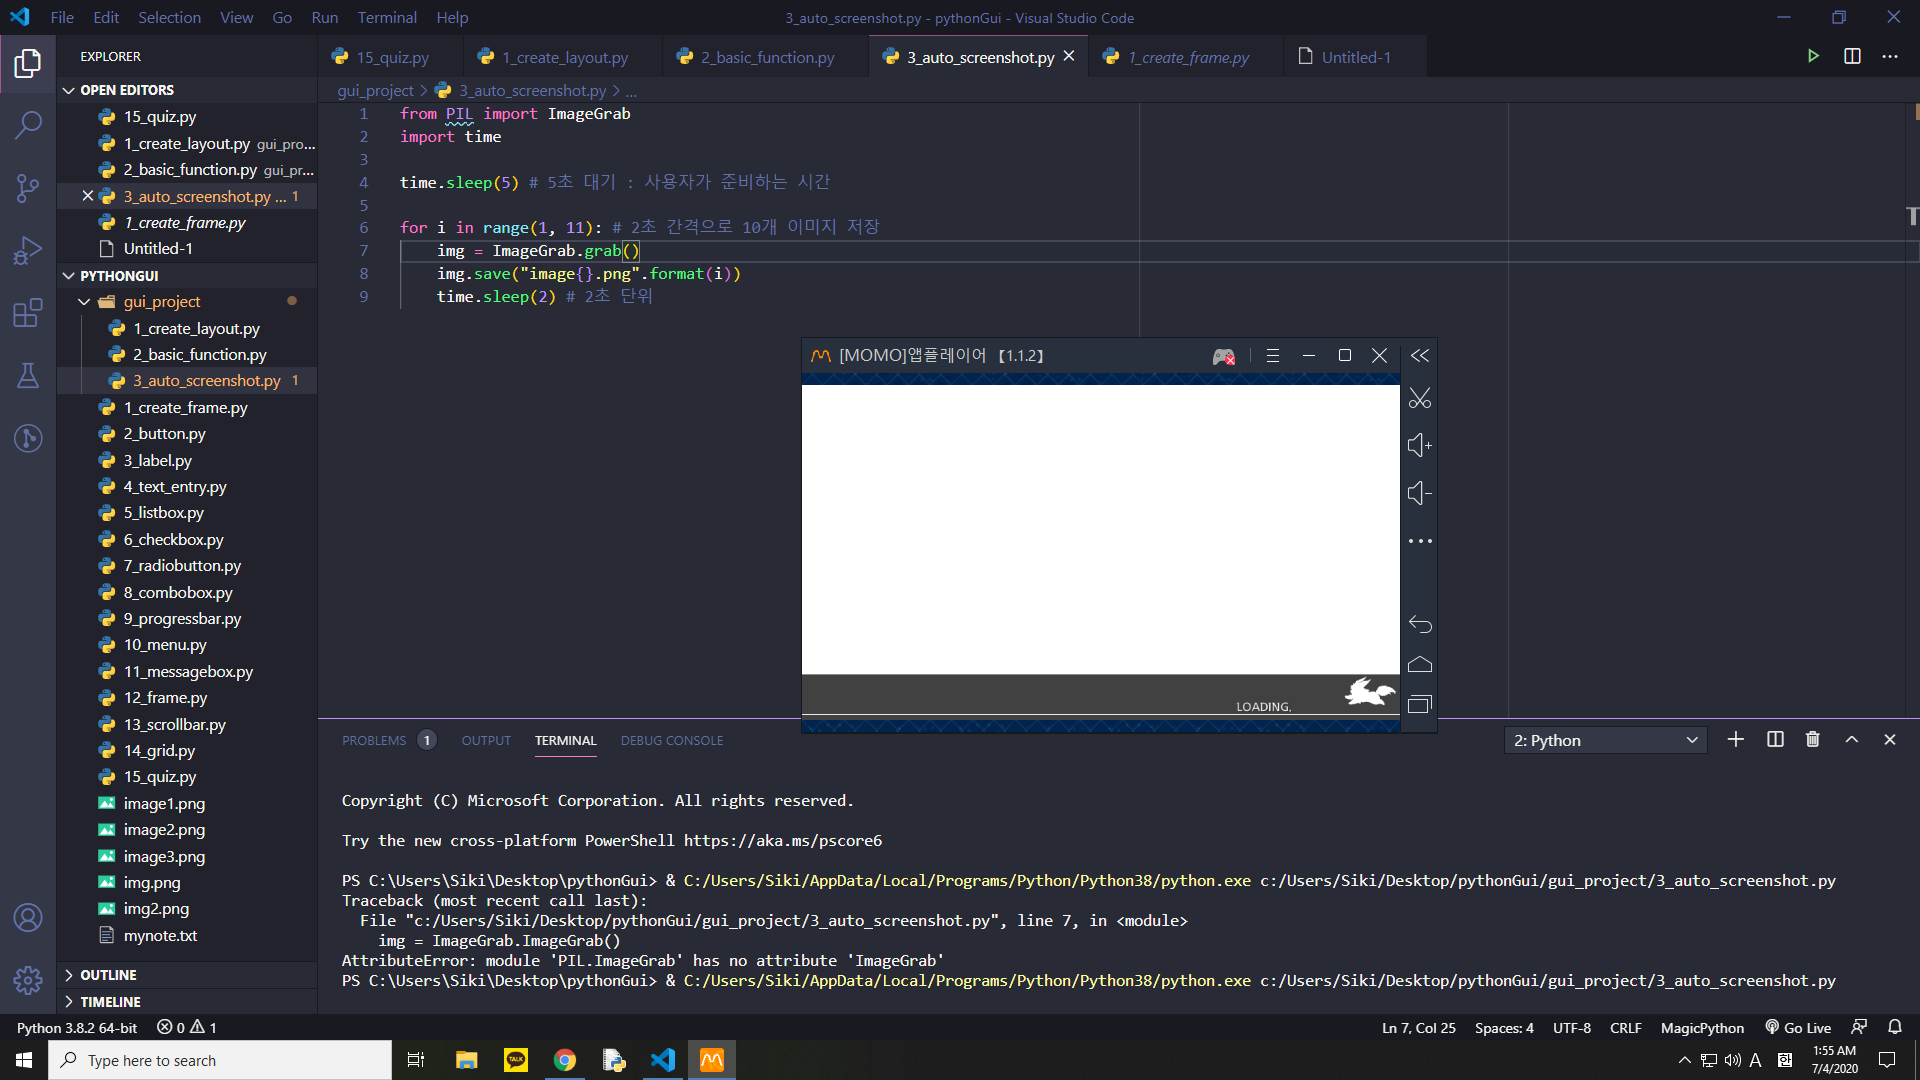 File Edit Selection View Go Run Terminal Help
3_auto_screenshot.py - pythonGui - Visual Studio Code
EXPLORER
15_quiz.py
1_create_layout.py
2_basic_function.py
3_auto_screenshot.py
1_create_frame.py
Untitled-1
OPEN EDITORS
15_quiz.py
1_create_layout.py gui_pro...
2_basic_function.py gui_pr...
3_auto_screenshot.py ... 1
1_create_frame.py
Untitled-1
PYTHONGUI
gui_project
1_create_layout.py
2_basic_function.py
3_auto_screenshot.py 1
1_create_frame.py
2_button.py
3_label.py
4_text_entry.py
5_listbox.py
6_checkbox.py
7_radiobutton.py
8_combobox.py
9_progressbar.py
10_menu.py
11_messagebox.py
12_frame.py
13_scrollbar.py
14_grid.py
15_quiz.py
image1.png
image2.png
image3.png
img.png
img2.png
mynote.txt
OUTLINE
TIMELINE
gui_project > 3_auto_screenshot.py > ...
1 from PIL import ImageGrab
2 import time
3
4 time.sleep(5) # 5초 대기 : 사용자가 준비하는 시간
5
6 for i in range(1, 11): # 2초 간격으로 10개 이미지 저장
7 img = ImageGrab.grab()
8 img.save("image{}.png".format(i))
9 time.sleep(2) # 2초 단위
[MOMO]앱플레이어 【1.1.2】
LOADING.
PROBLEMS 1 OUTPUT TERMINAL DEBUG CONSOLE
2: Python
Copyright (C) Microsoft Corporation. All rights reserved.
Try the new cross-platform PowerShell https://aka.ms/pscore6
PS C:\Users\Siki\Desktop\pythonGui> & C:/Users/Siki/AppData/Local/Programs/Python/Python38/python.exe c:/Users/Siki/Desktop/pythonGui/gui_project/3_auto_screenshot.py
Traceback (most recent call last):
File "c:/Users/Siki/Desktop/pythonGui/gui_project/3_auto_screenshot.py", line 7, in <module>
img = ImageGrab.ImageGrab()
AttributeError: module 'PIL.ImageGrab' has no attribute 'ImageGrab'
PS C:\Users\Siki\Desktop\pythonGui> & C:/Users/Siki/AppData/Local/Programs/Python/Python38/python.exe c:/Users/Siki/Desktop/pythonGui/gui_project/3_auto_screenshot.py
Python 3.8.2 64-bit 0 1
Ln 7, Col 25 Spaces: 4 UTF-8 CRLF MagicPython Go Live
Type here to search
TALK
A 한
1:55 AM
7/4/2020